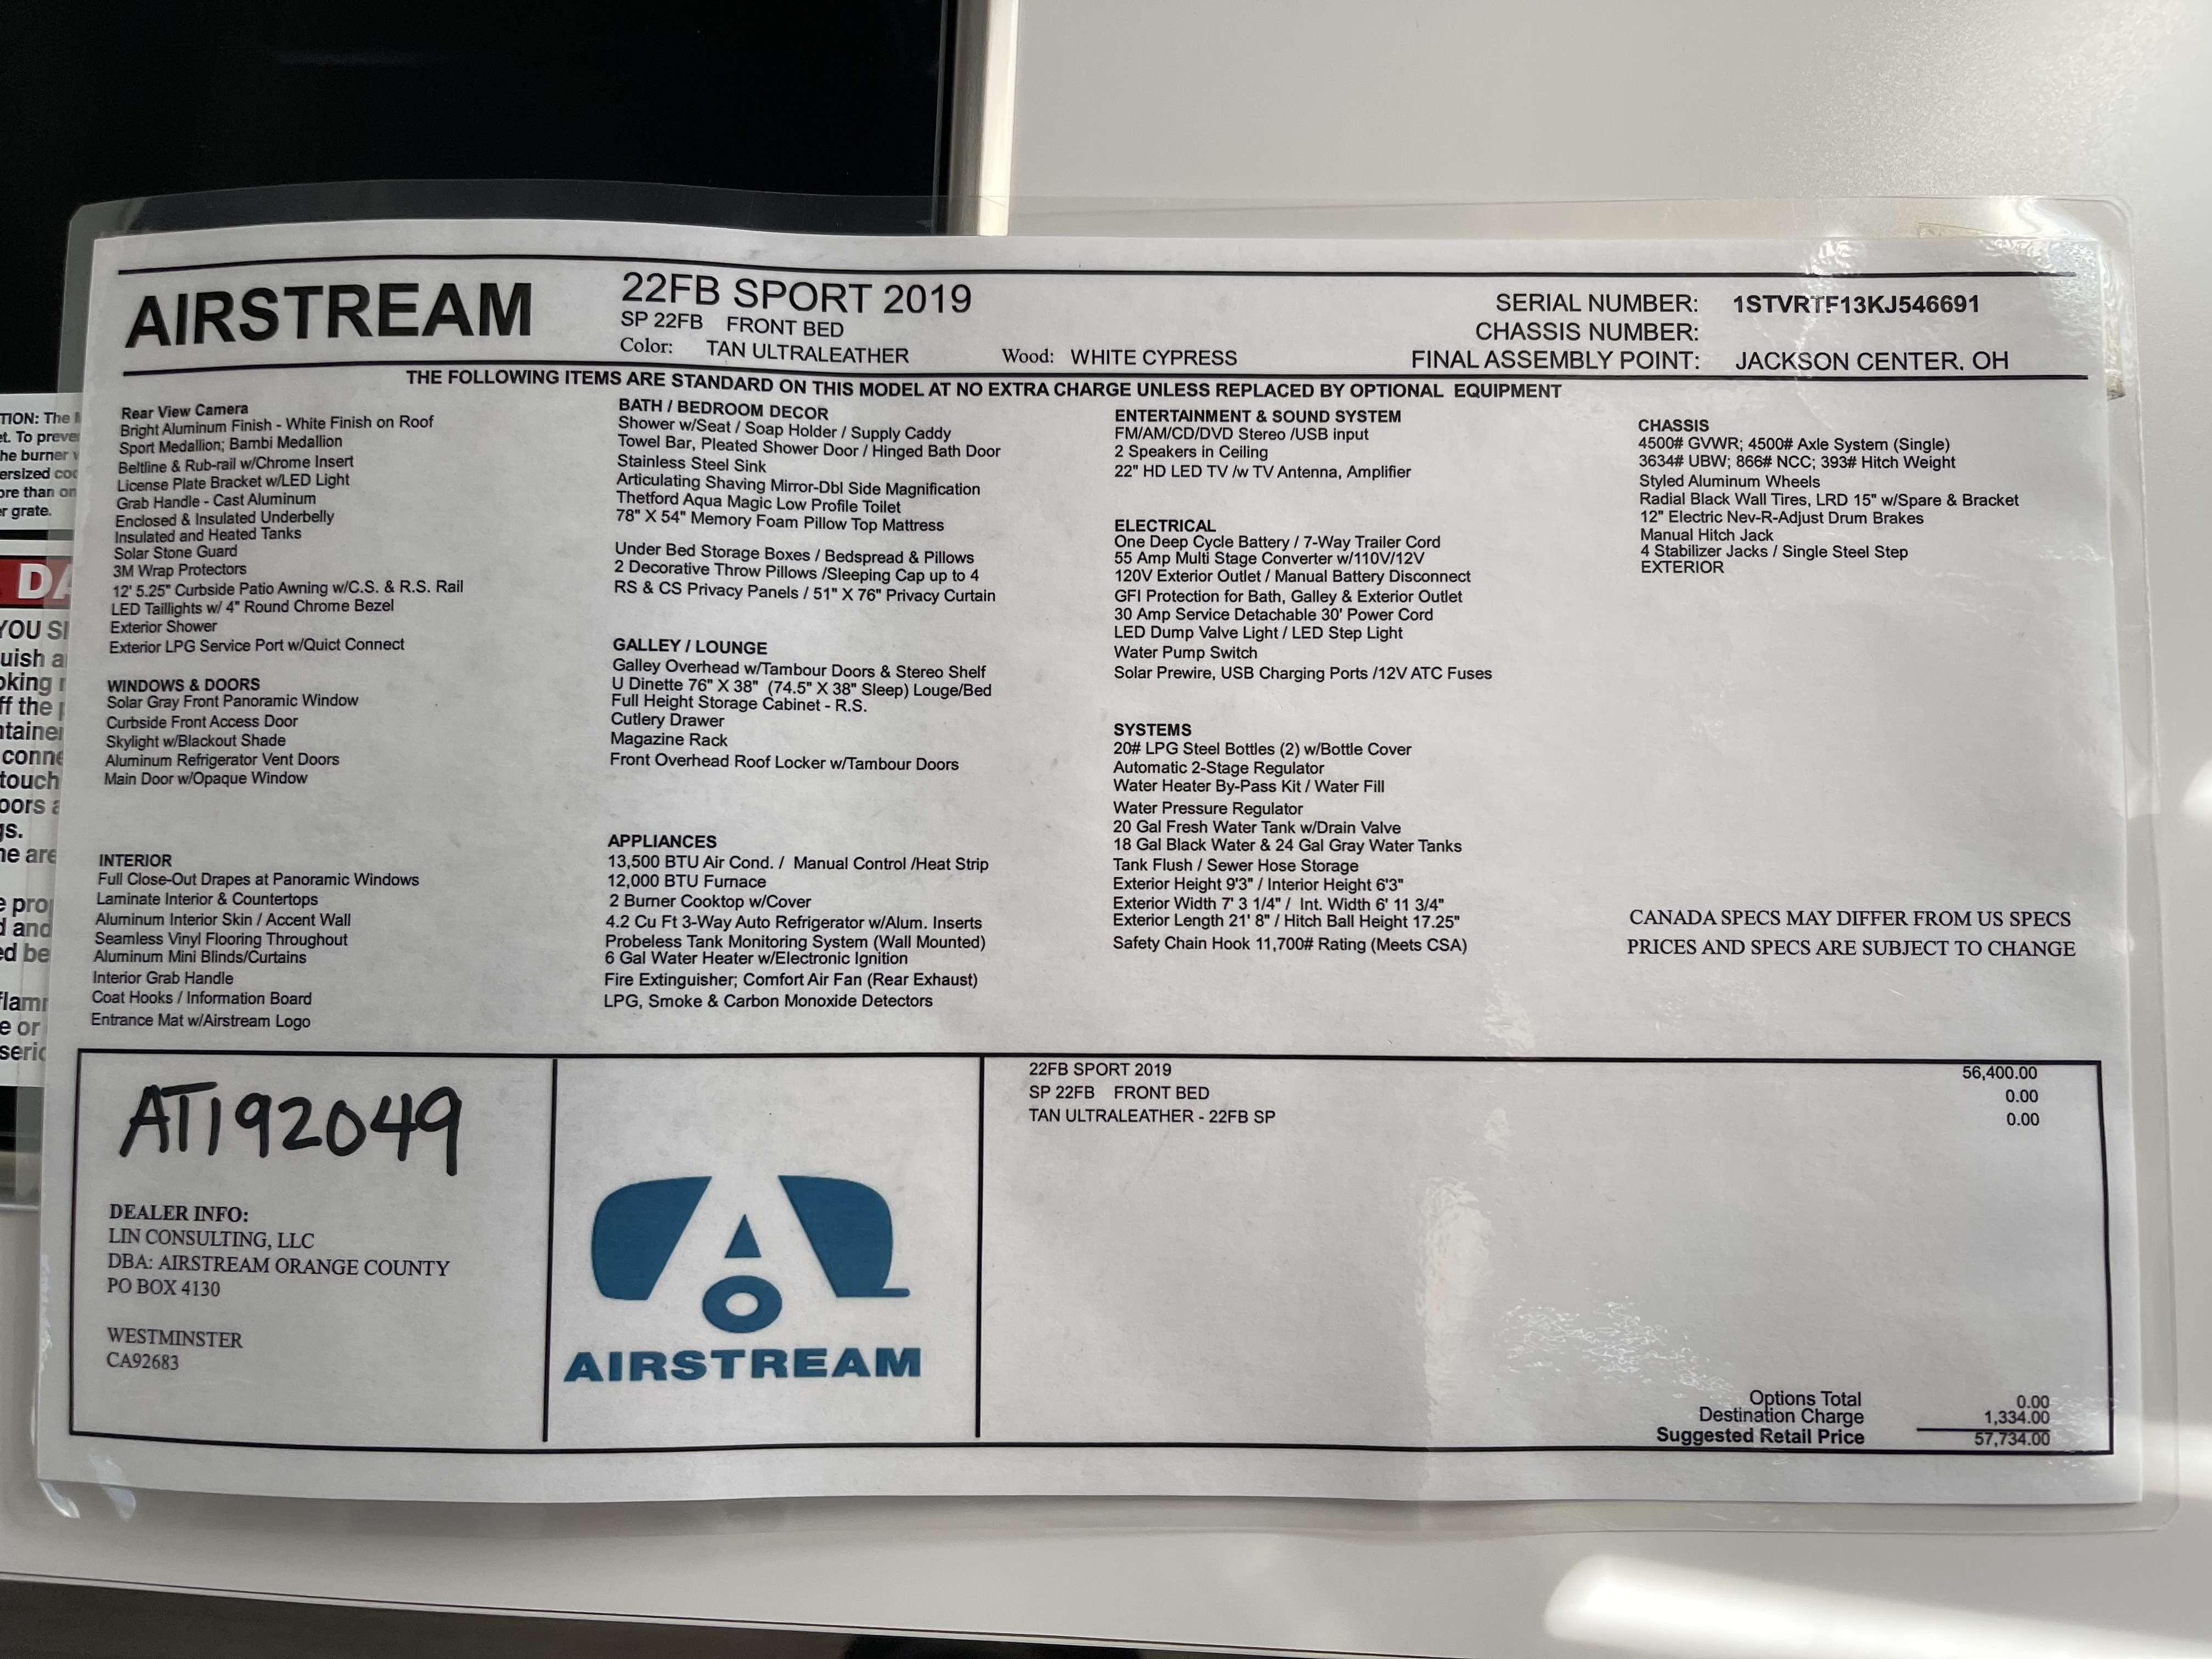 AIRSTREAM
22FB SPORT 2019
SP 22FB FRONT BED
Color: TAN ULTRALEATHER Wood: WHITE CYPRESS
SERIAL NUMBER: 1STVRTF13KJ546691
CHASSIS NUMBER:
FINAL ASSEMBLY POINT: JACKSON CENTER, OH
THE FOLLOWING ITEMS ARE STANDARD ON THIS MODEL AT NO EXTRA CHARGE UNLESS REPLACED BY OPTIONAL EQUIPMENT
Rear View Camera
Bright Aluminum Finish - White Finish on Roof
Sport Medallion; Bambi Medallion
Beltline & Rub-rail w/Chrome Insert
License Plate Bracket w/LED Light
Grab Handle - Cast Aluminum
Enclosed & Insulated Underbelly
Insulated and Heated Tanks
Solar Stone Guard
3M Wrap Protectors
12' 5.25" Curbside Patio Awning w/C.S. & R.S. Rail
LED Taillights w/ 4" Round Chrome Bezel
Exterior Shower
Exterior LPG Service Port w/Quict Connect
WINDOWS & DOORS
Solar Gray Front Panoramic Window
Curbside Front Access Door
Skylight w/Blackout Shade
Aluminum Refrigerator Vent Doors
Main Door w/Opaque Window
INTERIOR
Full Close-Out Drapes at Panoramic Windows
Laminate Interior & Countertops
Aluminum Interior Skin / Accent Wall
Seamless Vinyl Flooring Throughout
Aluminum Mini Blinds/Curtains
Interior Grab Handle
Coat Hooks / Information Board
Entrance Mat w/Airstream Logo
BATH / BEDROOM DECOR
Shower w/Seat / Soap Holder / Supply Caddy
Towel Bar, Pleated Shower Door / Hinged Bath Door
Stainless Steel Sink
Articulating Shaving Mirror-Dbl Side Magnification
Thetford Aqua Magic Low Profile Toilet
78" X 54" Memory Foam Pillow Top Mattress
Under Bed Storage Boxes / Bedspread & Pillows
2 Decorative Throw Pillows /Sleeping Cap up to 4
RS & CS Privacy Panels / 51" X 76" Privacy Curtain
GALLEY / LOUNGE
Galley Overhead w/Tambour Doors & Stereo Shelf
U Dinette 76" X 38" (74.5" X 38" Sleep) Louge/Bed
Full Height Storage Cabinet - R.S.
Cutlery Drawer
Magazine Rack
Front Overhead Roof Locker w/Tambour Doors
APPLIANCES
13,500 BTU Air Cond. / Manual Control /Heat Strip
12,000 BTU Furnace
2 Burner Cooktop w/Cover
4.2 Cu Ft 3-Way Auto Refrigerator w/Alum. Inserts
Probeless Tank Monitoring System (Wall Mounted)
6 Gal Water Heater w/Electronic Ignition
Fire Extinguisher; Comfort Air Fan (Rear Exhaust)
LPG, Smoke & Carbon Monoxide Detectors
ENTERTAINMENT & SOUND SYSTEM
FM/AM/CD/DVD Stereo /USB input
2 Speakers in Ceiling
22" HD LED TV /w TV Antenna, Amplifier
ELECTRICAL
One Deep Cycle Battery / 7-Way Trailer Cord
55 Amp Multi Stage Converter w/110V/12V
120V Exterior Outlet / Manual Battery Disconnect
GFI Protection for Bath, Galley & Exterior Outlet
30 Amp Service Detachable 30' Power Cord
LED Dump Valve Light / LED Step Light
Water Pump Switch
Solar Prewire, USB Charging Ports /12V ATC Fuses
SYSTEMS
20# LPG Steel Bottles (2) w/Bottle Cover
Automatic 2-Stage Regulator
Water Heater By-Pass Kit / Water Fill
Water Pressure Regulator
20 Gal Fresh Water Tank w/Drain Valve
18 Gal Black Water & 24 Gal Gray Water Tanks
Tank Flush / Sewer Hose Storage
Exterior Height 9'3" / Interior Height 6'3"
Exterior Width 7' 3 1/4" / Int. Width 6' 11 3/4"
Exterior Length 21' 8" / Hitch Ball Height 17.25"
Safety Chain Hook 11,700# Rating (Meets CSA)
CHASSIS
4500# GVWR; 4500# Axle System (Single)
3634# UBW; 866# NCC; 393# Hitch Weight
Styled Aluminum Wheels
Radial Black Wall Tires, LRD 15" w/Spare & Bracket
12" Electric Nev-R-Adjust Drum Brakes
Manual Hitch Jack
4 Stabilizer Jacks / Single Steel Step
EXTERIOR
CANADA SPECS MAY DIFFER FROM US SPECS
PRICES AND SPECS ARE SUBJECT TO CHANGE
AT192049
DEALER INFO:
LIN CONSULTING, LLC
DBA: AIRSTREAM ORANGE COUNTY
PO BOX 4130
WESTMINSTER
CA92683
AIRSTREAM
22FB SPORT 2019 56,400.00
SP 22FB FRONT BED 0.00
TAN ULTRALEATHER - 22FB SP 0.00
Options Total 0.00
Destination Charge 1,334.00
Suggested Retail Price 57,734.00